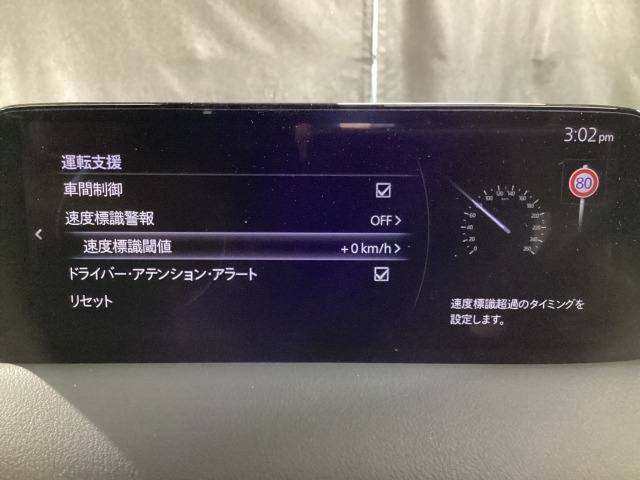 3:02 pm
運転支援
車間制御
速度標識警報 OFF
速度標識閾値 +0 km/h
ドライバー・アテンション・アラート
リセット
80
速度標識超過のタイミングを
設定します。